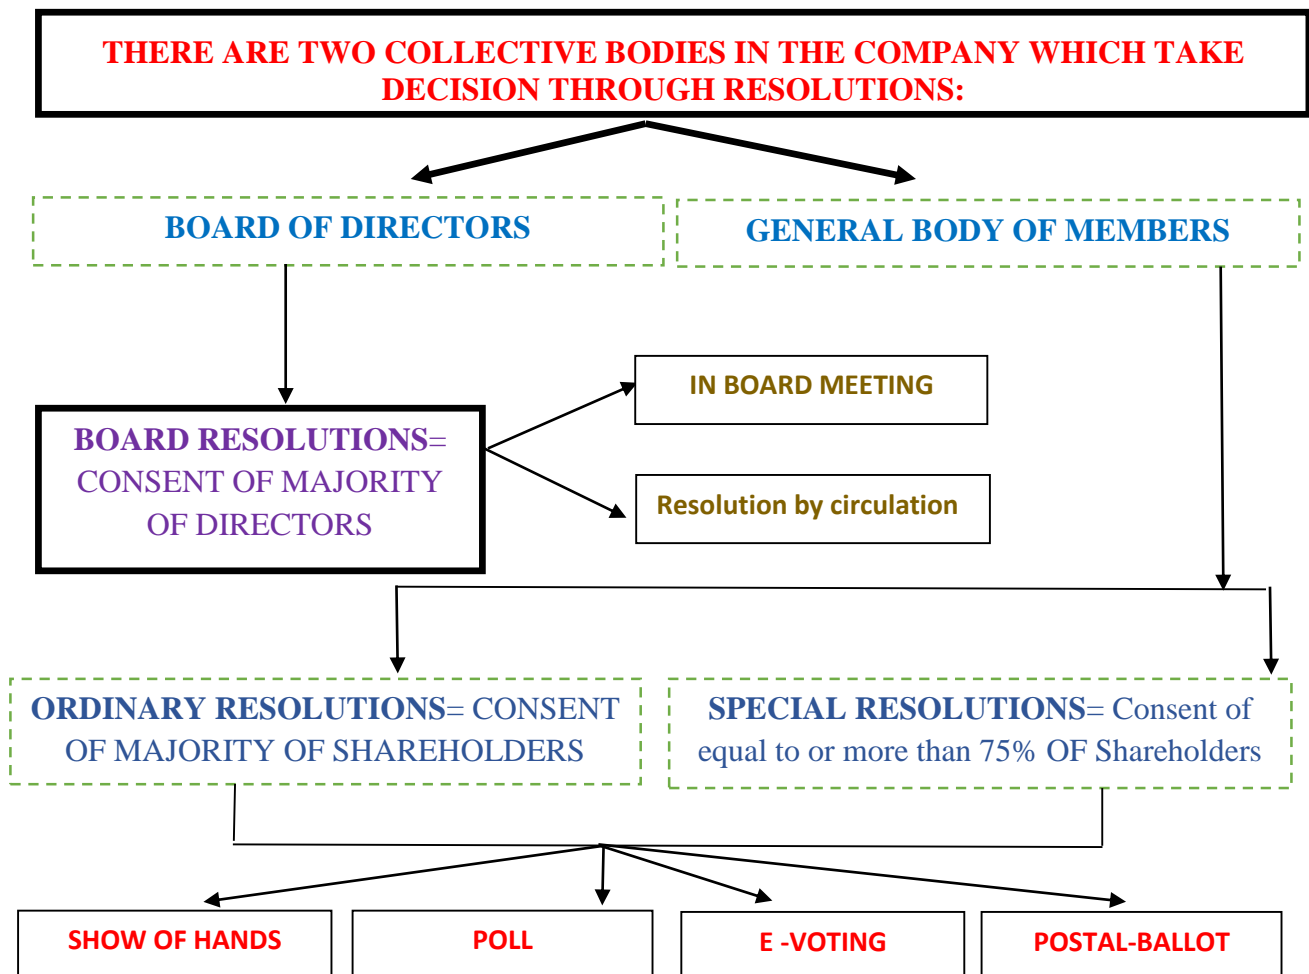 THERE ARE TWO COLLECTIVE BODIES IN THE COMPANY WHICH TAKE
DECISION THROUGH RESOLUTIONS:
BOARD OF DIRECTORS
GENERAL BODY OF MEMBERS
IN BOARD MEETING
BOARD RESOLUTIONS=
CONSENT OF MAJORITY
OF DIRECTORS
Resolution by circulation
ORDINARY RESOLUTIONS= CONSENT
OF MAJORITY OF SHAREHOLDERS
SPECIAL RESOLUTIONS= Consent of
equal to or more than 75% OF Shareholders
SHOW OF HANDS
POLL
E -VOTING
POSTAL-BALLOT